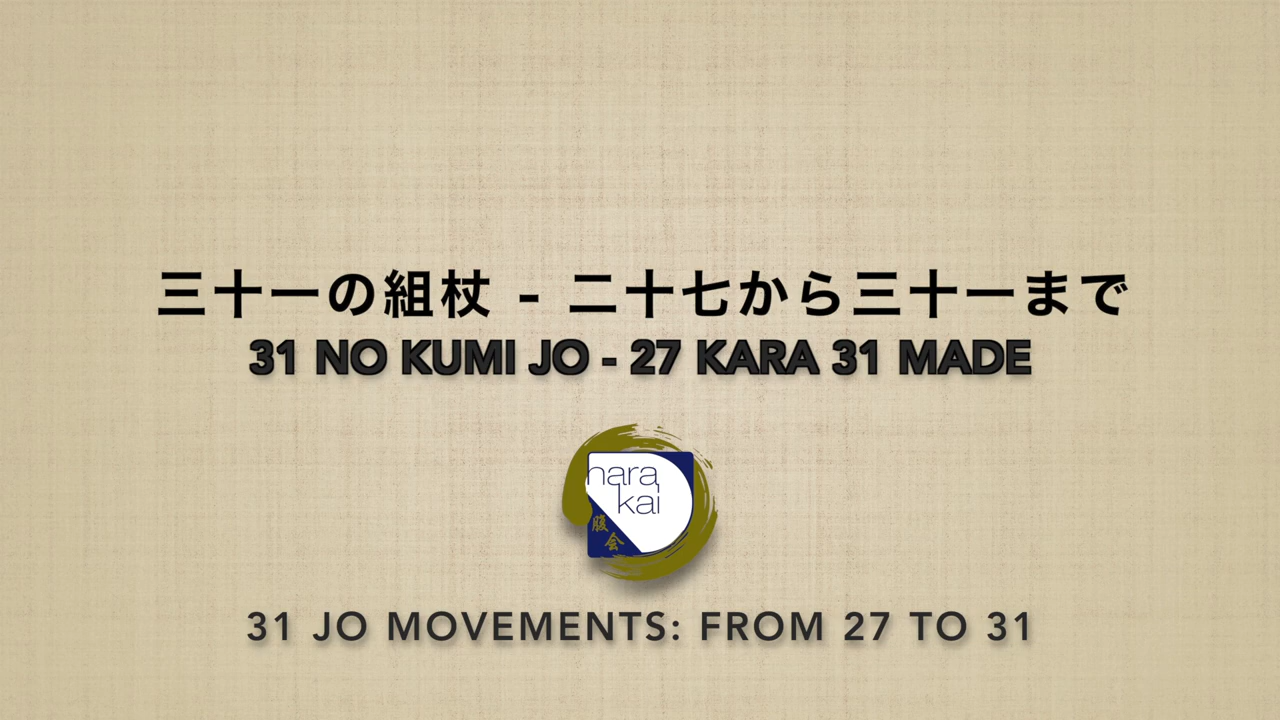 三十一の組杖 - 二十七から三十一まで
31 NO KUMI JO - 27 KARA 31 MADE
hara
kai
腹
会
31 JO MOVEMENTS: FROM 27 TO 31